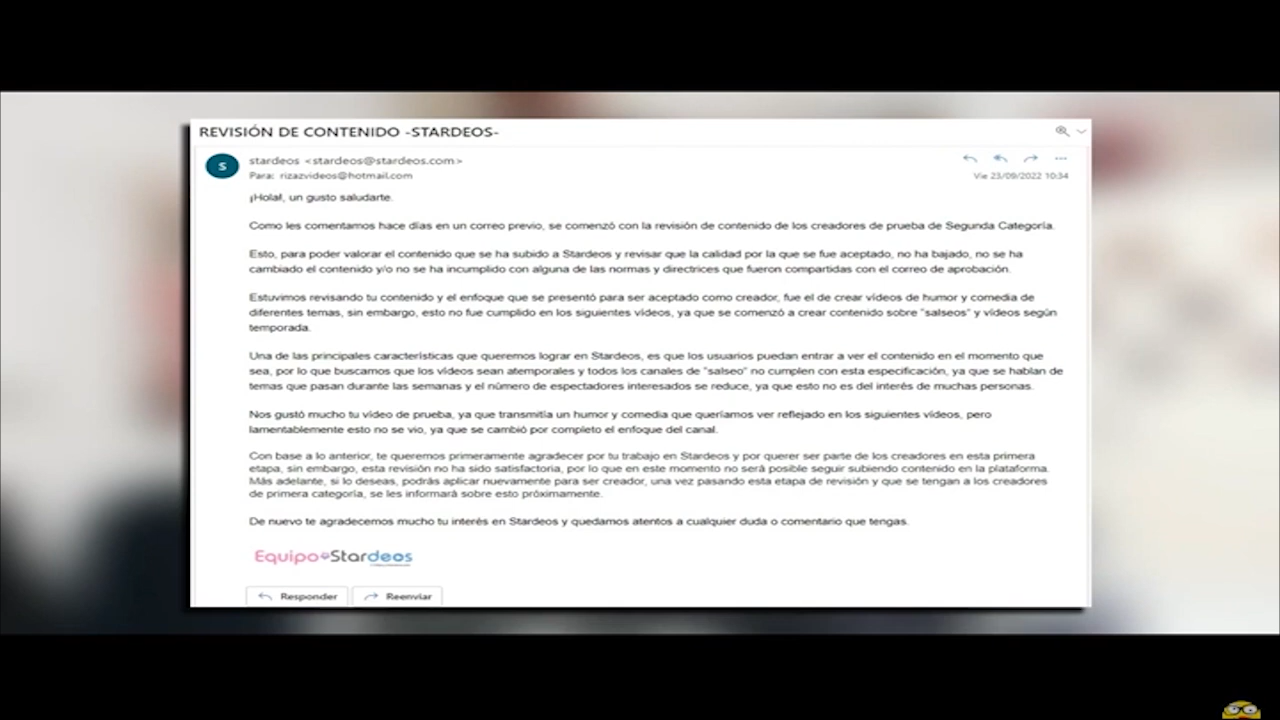 REVISIÓN DE CONTENIDO -STARDEOS-
S
stardeos <stardeos@stardeos.com>
Para: rizazvideos@hotmail.com
Vie 23/09/2022 10:34
¡Hola!, un gusto saludarte.
Como les comentamos hace días en un correo previo, se comenzó con la revisión de contenido de los creadores de prueba de Segunda Categoría.
Esto, para poder valorar el contenido que se ha subido a Stardeos y revisar que la calidad por la que se fue aceptado, no ha bajado, no se ha
cambiado el contenido y/o no se ha incumplido con alguna de las normas y directrices que fueron compartidas con el correo de aprobación.
Estuvimos revisando tu contenido y el enfoque que se presentó para ser aceptado como creador, fue el de crear vídeos de humor y comedia de
diferentes temas, sin embargo, esto no fue cumplido en los siguientes vídeos, ya que se comenzó a crear contenido sobre "salseos" y vídeos según
temporada.
Una de las principales características que queremos lograr en Stardeos, es que los usuarios puedan entrar a ver el contenido en el momento que
sea, por lo que buscamos que los vídeos sean atemporales y todos los canales de "salseo" no cumplen con esta especificación, ya que se hablan de
temas que pasan durante las semanas y el número de espectadores interesados se reduce, ya que esto no es del interés de muchas personas.
Nos gustó mucho tu vídeo de prueba, ya que transmitía un humor y comedia que queríamos ver reflejado en los siguientes vídeos, pero
lamentablemente esto no se vio, ya que se cambió por completo el enfoque del canal.
Con base a lo anterior, te queremos primeramente agradecer por tu trabajo en Stardeos y por querer ser parte de los creadores en esta primera
etapa, sin embargo, esta revisión no ha sido satisfactoria, por lo que en este momento no será posible seguir subiendo contenido en la plataforma.
Más adelante, si lo deseas, podrás aplicar nuevamente para ser creador, una vez pasando esta etapa de revisión y que se tengan a los creadores
de primera categoría, se les informará sobre esto próximamente.
De nuevo te agradecemos mucho tu interés en Stardeos y quedamos atentos a cualquier duda o comentario que tengas.
Equipo Stardeos
Responder
Reenviar